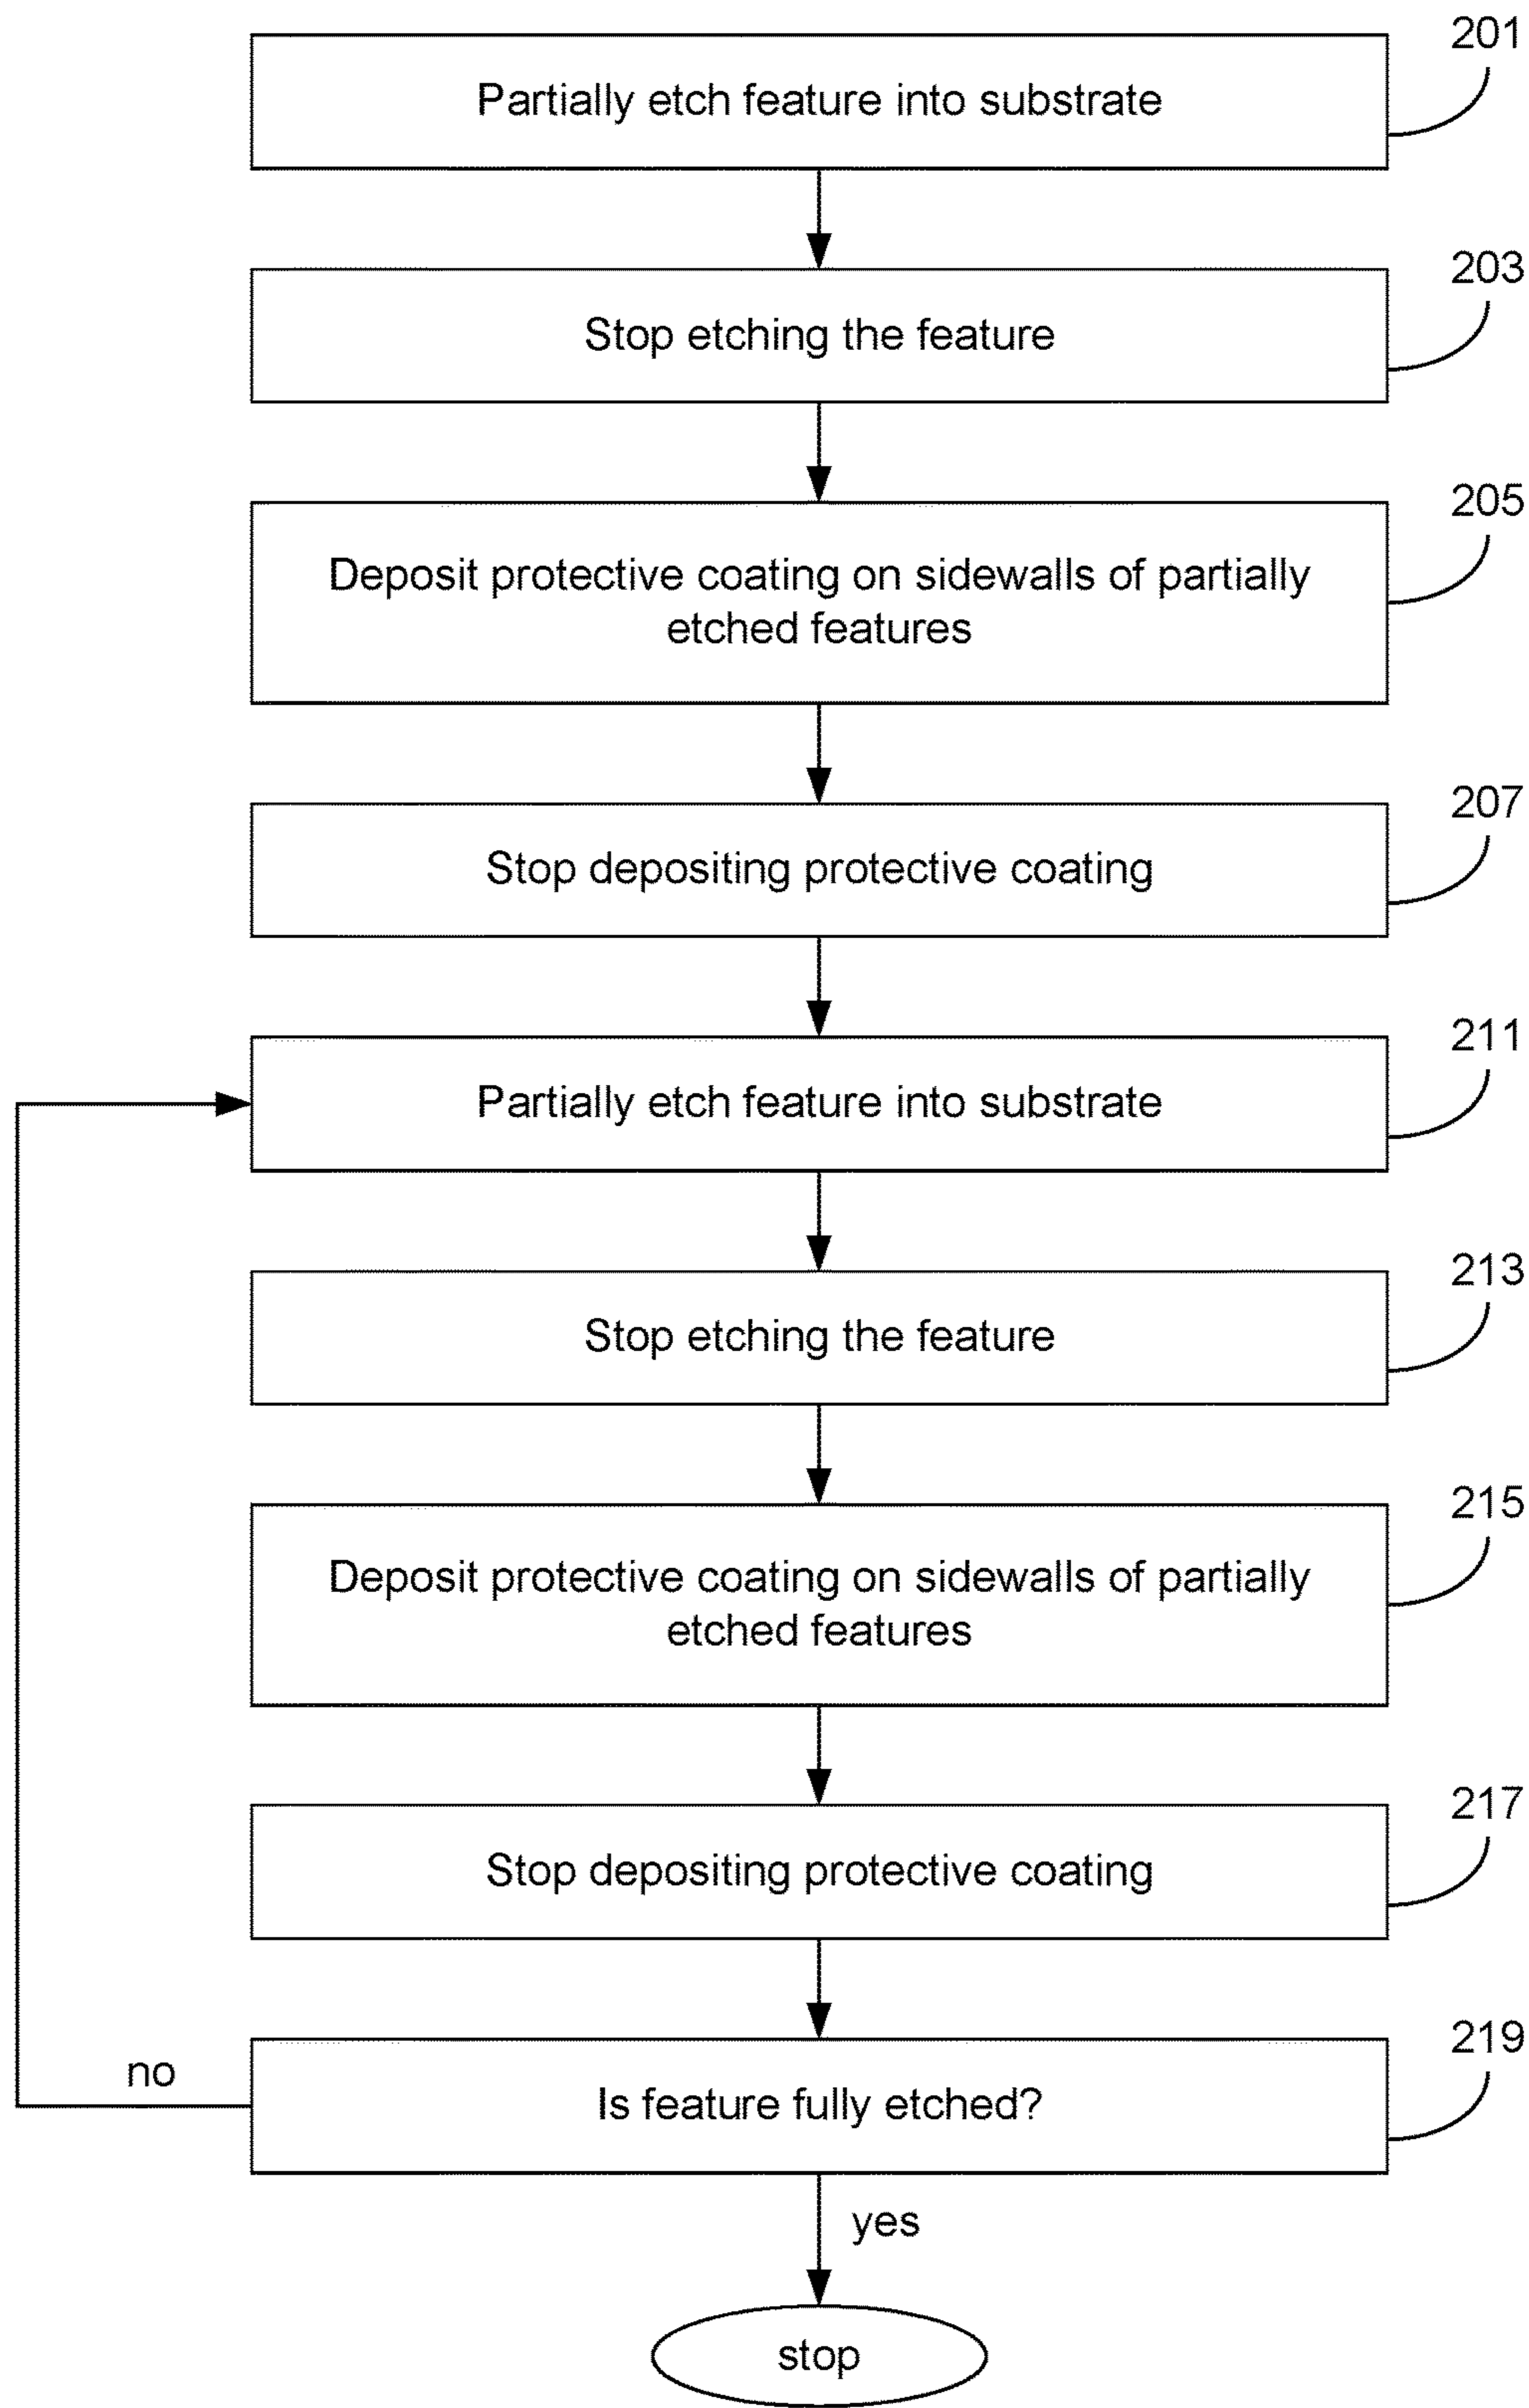 201
Partially etch feature into substrate
203
Stop etching the feature
205
Deposit protective coating on sidewalls of partially
etched features
207
Stop depositing protective coating
211
Partially etch feature into substrate
213
Stop etching the feature
215
Deposit protective coating on sidewalls of partially
etched features
217
Stop depositing protective coating
219
no
Is feature fully etched?
yes
stop